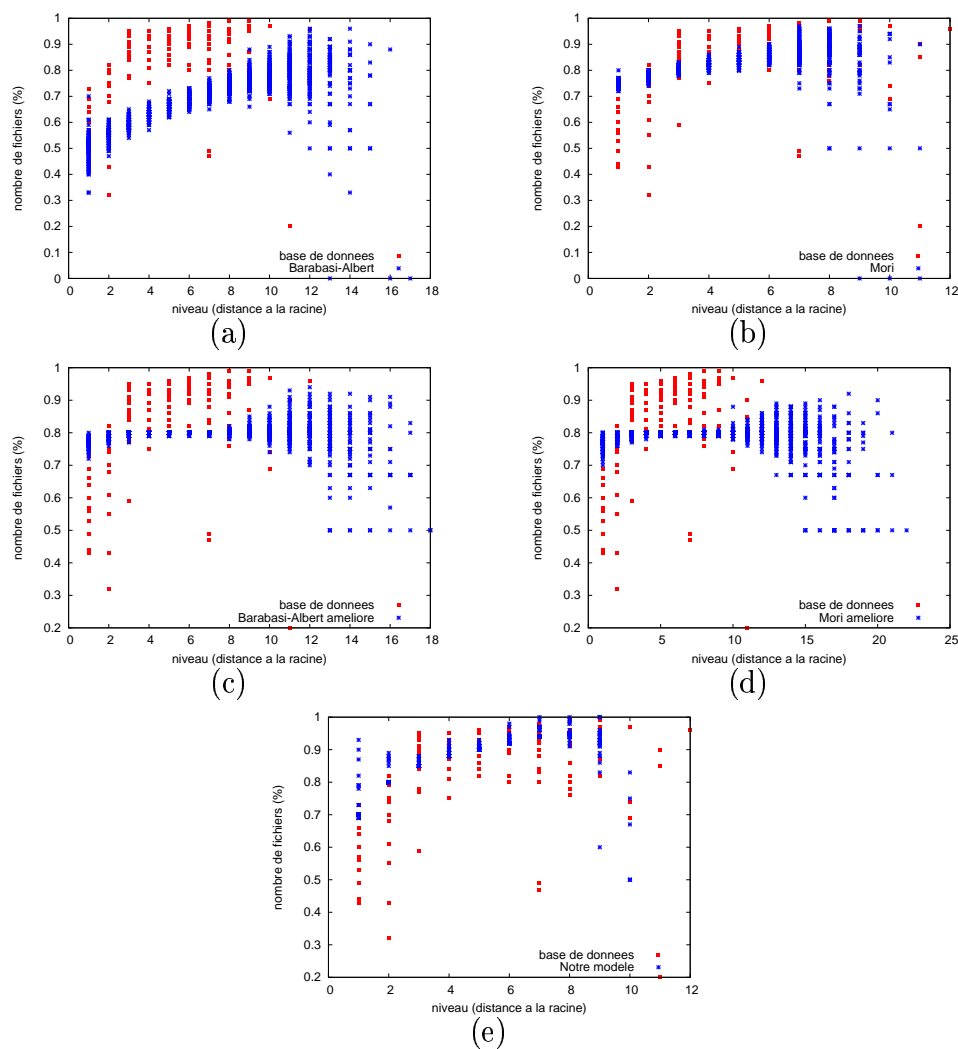 1
0.9
0.8
0.7
0.6
0.5
0.4
0.3
0.2
0.1
0
0 2 4 6 8 10 12 14 16 18
nombre de fichiers (%)
niveau (distance a la racine)
base de donnees
Barabasi-Albert
(a)
1
0.9
0.8
0.7
0.6
0.5
0.4
0.3
0.2
0.1
0
0 2 4 6 8 10 12
nombre de fichiers (%)
niveau (distance a la racine)
base de donnees
Mori
(b)
1
0.9
0.8
0.7
0.6
0.5
0.4
0.3
0.2
0 2 4 6 8 10 12 14 16 18
nombre de fichiers (%)
niveau (distance a la racine)
base de donnees
Barabasi-Albert ameliore
(c)
1
0.9
0.8
0.7
0.6
0.5
0.4
0.3
0.2
0 5 10 15 20 25
nombre de fichiers (%)
niveau (distance a la racine)
base de donnees
Mori ameliore
(d)
1
0.9
0.8
0.7
0.6
0.5
0.4
0.3
0.2
0 2 4 6 8 10 12
nombre de fichiers (%)
niveau (distance a la racine)
base de donnees
Notre modele
(e)